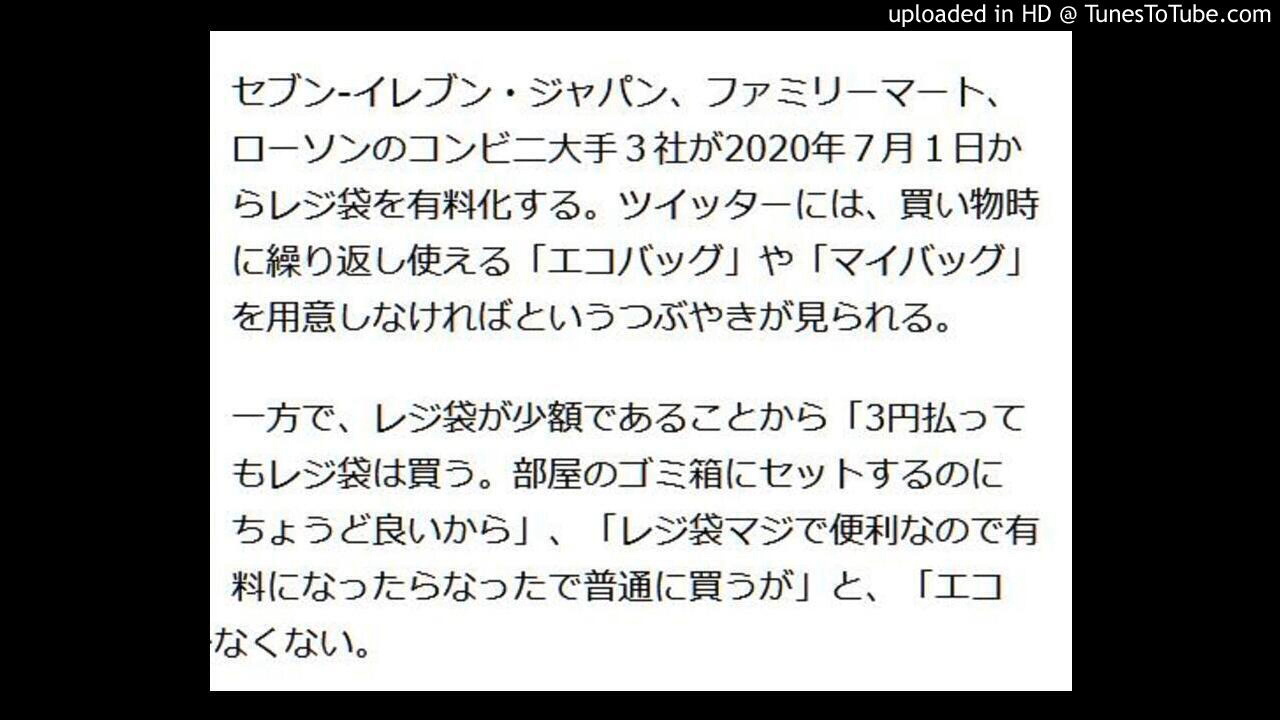 uploaded in HD @ TunesToTube.com
セブン-イレブン・ジャパン、ファミリーマート、
ローソンのコンビニ大手３社が2020年７月１日か
らレジ袋を有料化する。ツイッターには、買い物時
に繰り返し使える「エコバッグ」や「マイバッグ」
を用意しなければというつぶやきが見られる。
一方で、レジ袋が少額であることから「3円払って
もレジ袋は買う。部屋のゴミ箱にセットするのに
ちょうど良いから」、「レジ袋マジで便利なので有
料になったらなったで普通に買うが」と、「エコ
なくない。